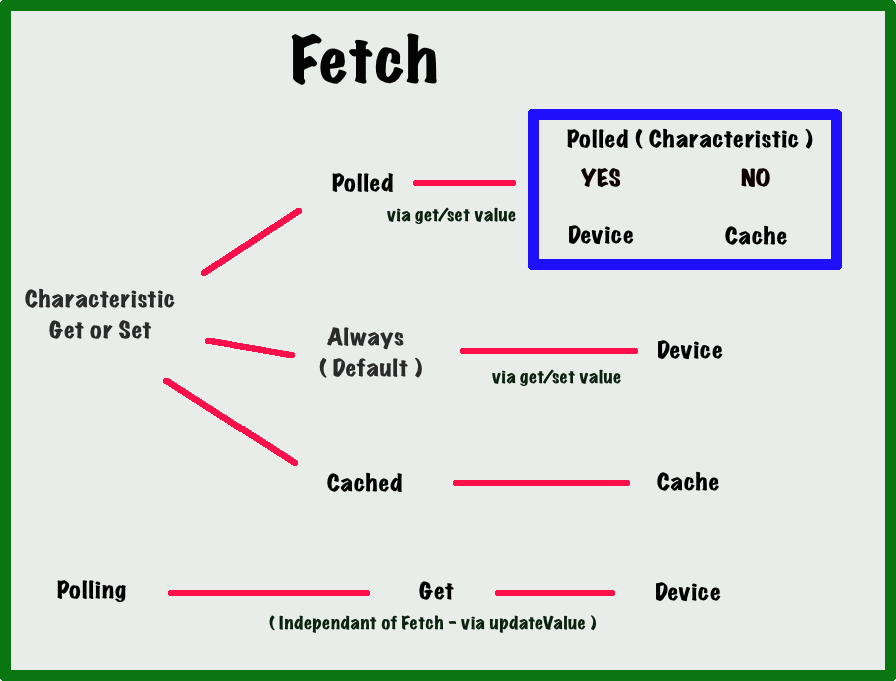 Fetch
Polled ( Characteristic )
YES NO
Polled
via get/set value
Device Cache
Characteristic
Get or Set
Always
( Default )
Device
via get/set value
Cached
Cache
Polling
Get
Device
( Independant of Fetch - via updateValue )